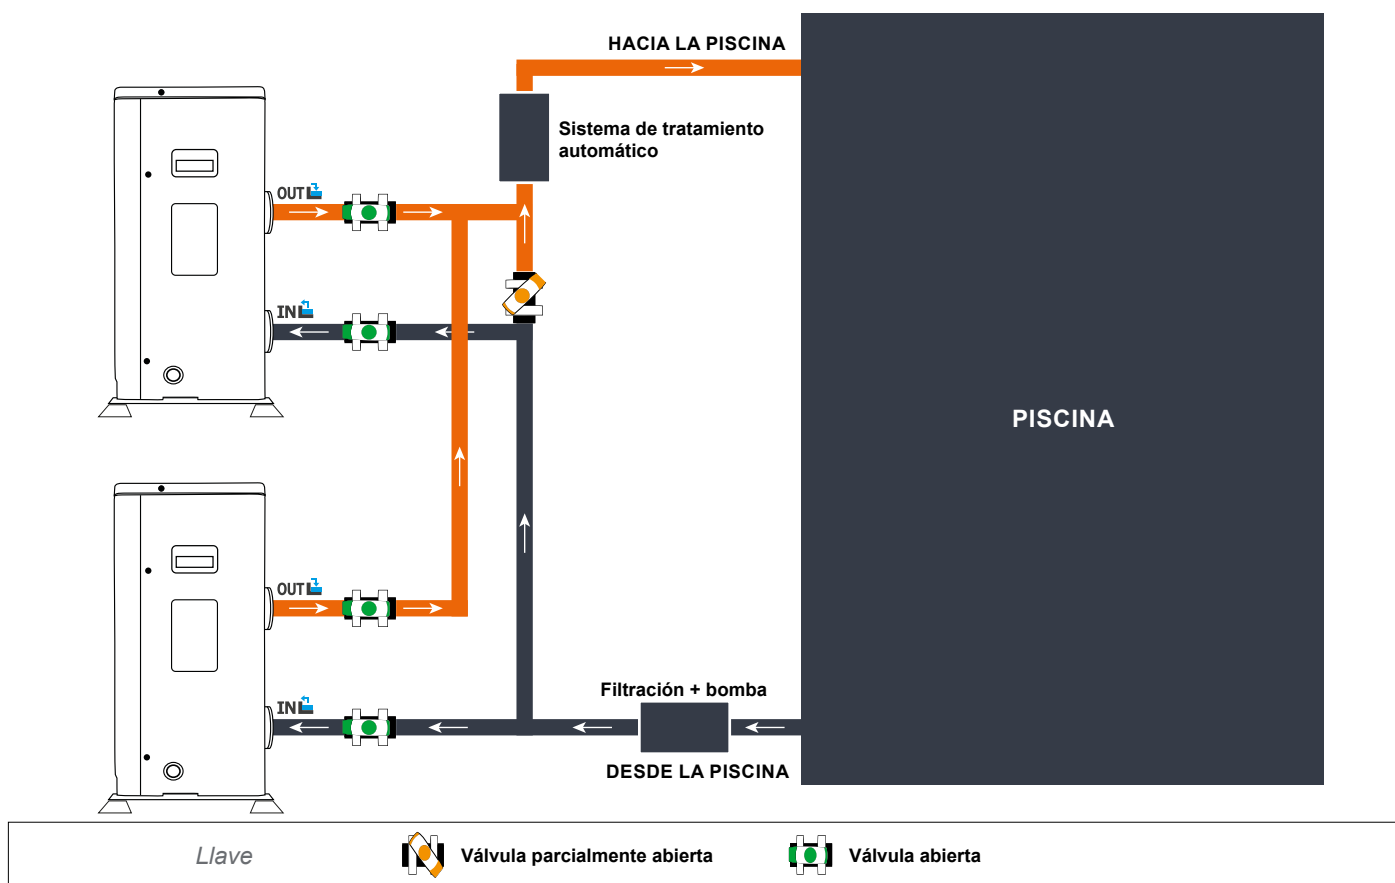 HACIA LA PISCINA
Sistema de tratamiento
automático
OUT
IN
PISCINA
OUT
IN
Filtración + bomba
DESDE LA PISCINA
Llave
Válvula parcialmente abierta
Válvula abierta